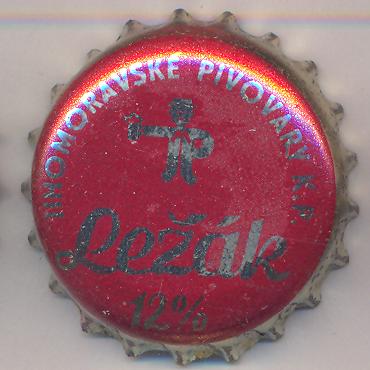 JIHOMORAVSKÉ PIVOVARY K.P.
Ležák
12%